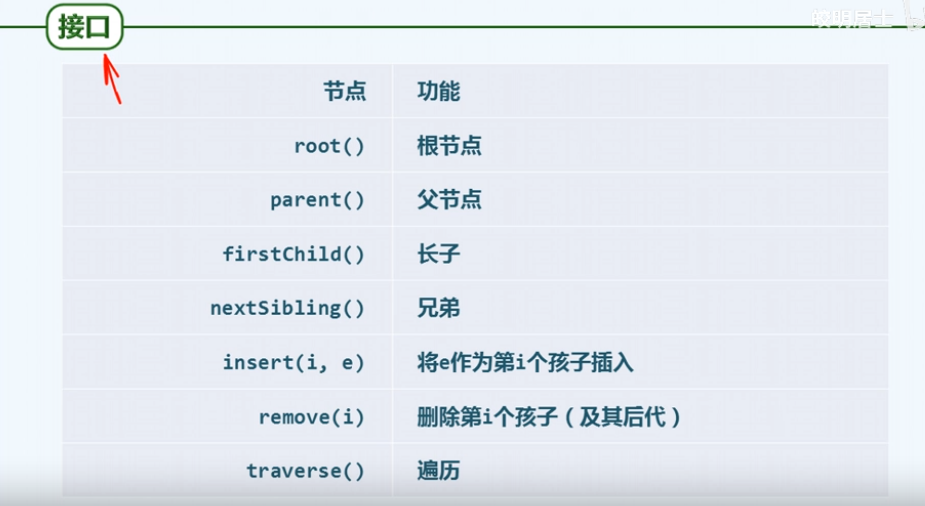 接口
节点 功能
root() 根节点
parent() 父节点
firstChild() 长子
nextSibling() 兄弟
insert(i, e) 将e作为第i个孩子插入
remove(i) 删除第i个孩子（及其后代）
traverse() 遍历